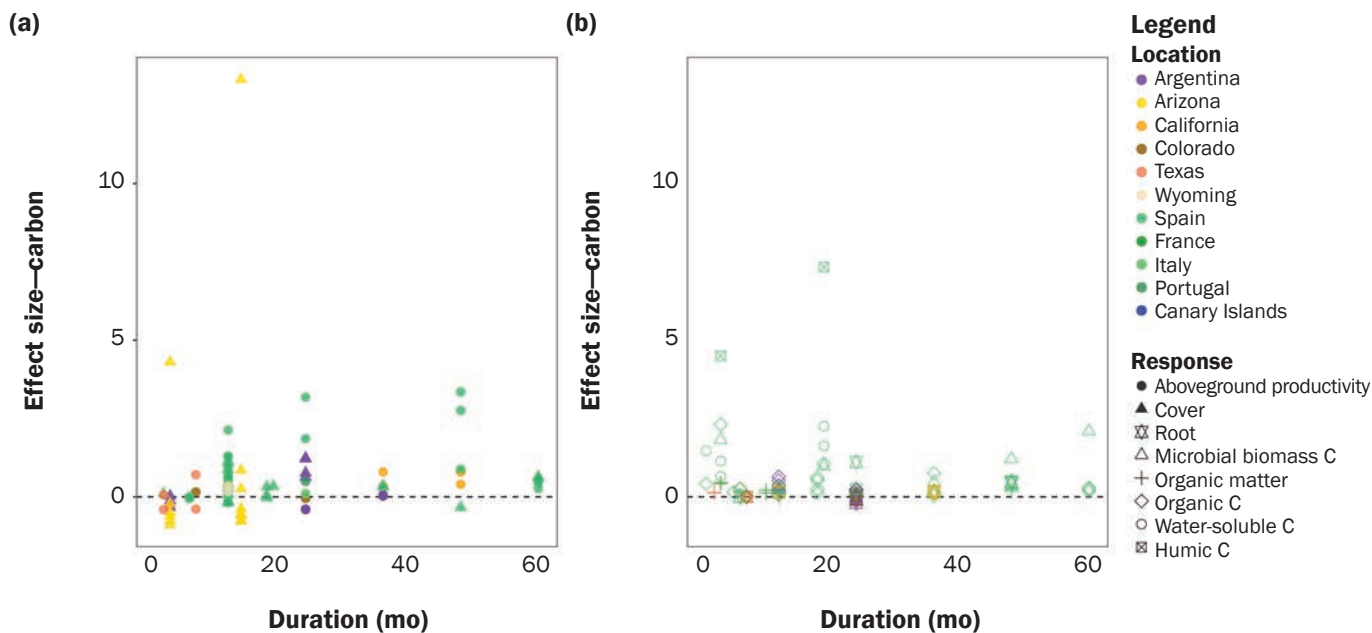 (a)
Effect size—carbon
10
5
0
0
20
40
60
Duration (mo)
(b)
Effect size—carbon
10
5
0
0
20
40
60
Duration (mo)
Legend
Location
Argentina
Arizona
California
Colorado
Texas
Wyoming
Spain
France
Italy
Portugal
Canary Islands
Response
Aboveground productivity
Cover
Root
Microbial biomass C
Organic matter
Organic C
Water-soluble C
Humic C